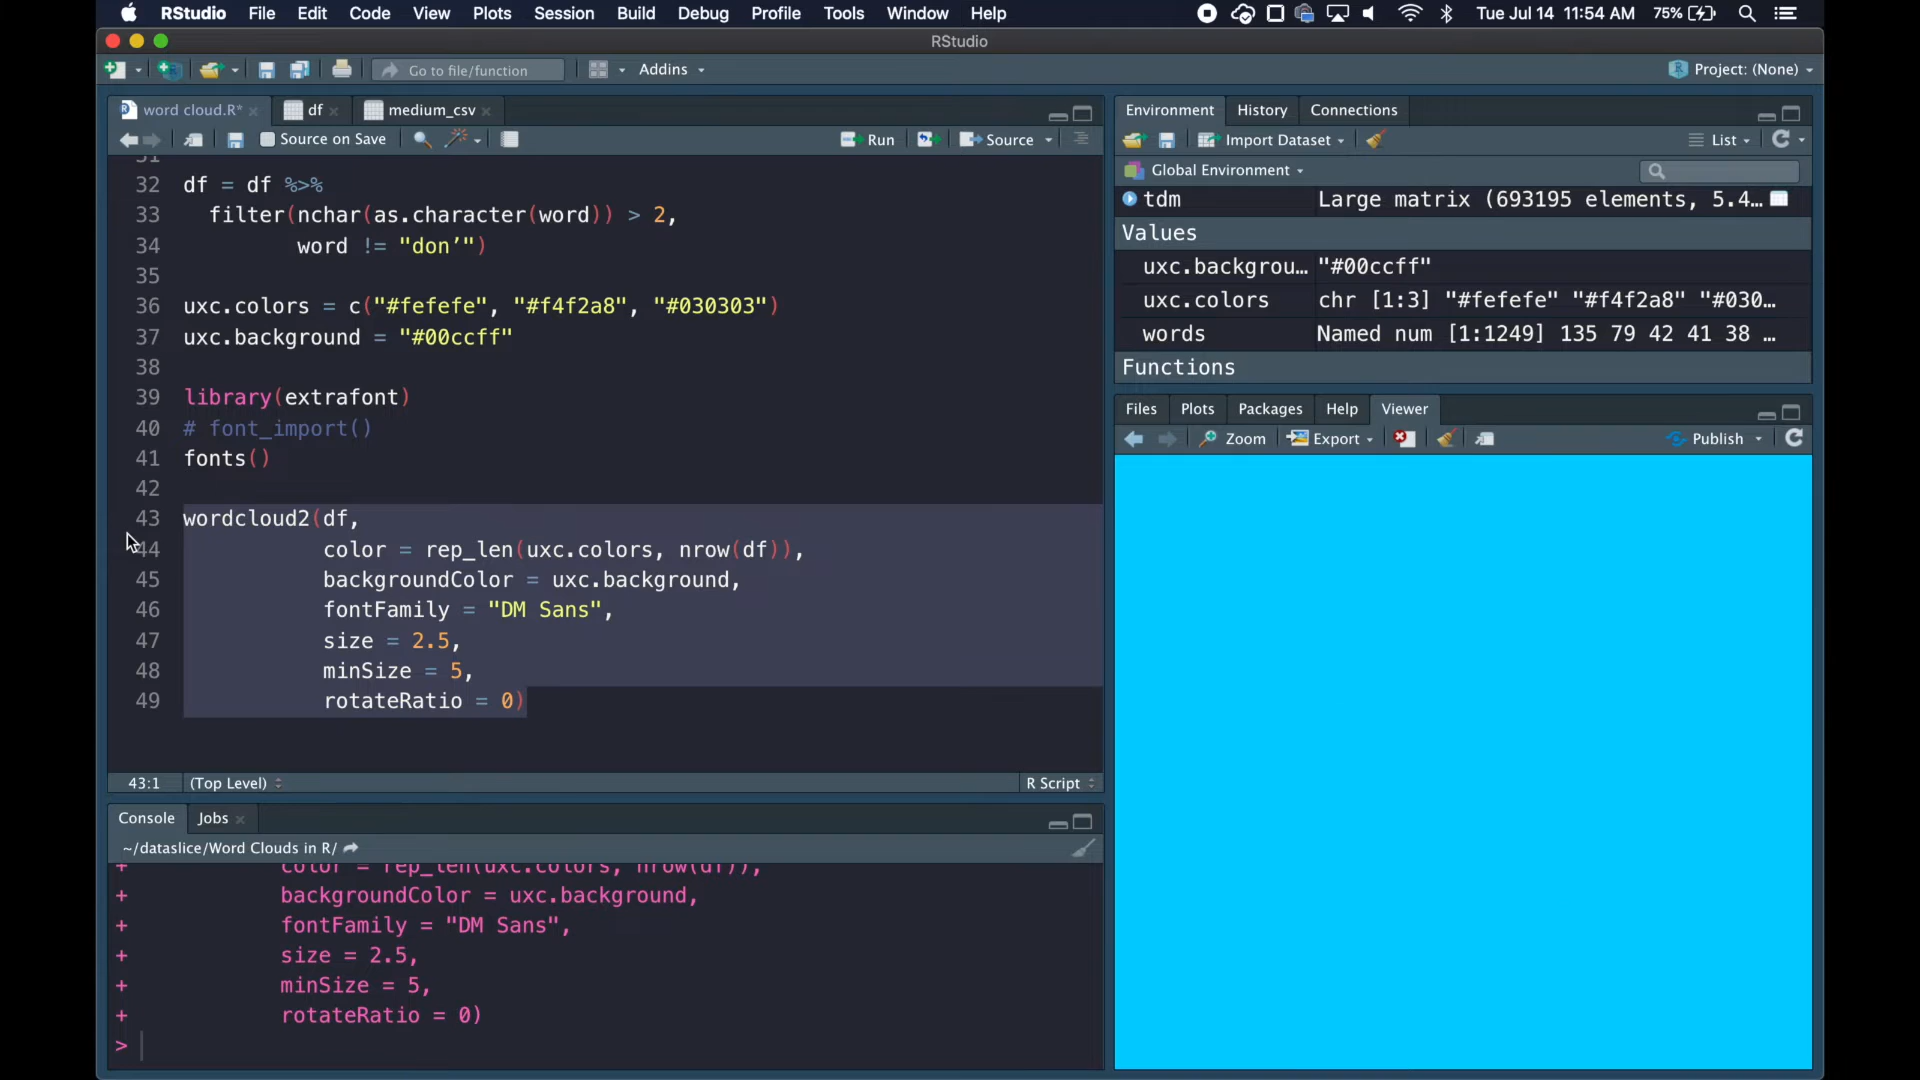 RStudio File Edit Code View Plots Session Build Debug Profile Tools Window Help Tue Jul 14 11:54 AM 75%
RStudio
Go to file/function Addins Project: (None)
word cloud.R* df medium_csv
Source on Save Run Source
31
32 df = df %>%
33 filter(nchar(as.character(word)) > 2,
34 word != "don’")
35
36 uxc.colors = c("#fefefe", "#f4f2a8", "#030303")
37 uxc.background = "#00ccff"
38
39 library(extrafont)
40 # font_import()
41 fonts()
42
43 wordcloud2(df,
44 color = rep_len(uxc.colors, nrow(df)),
45 backgroundColor = uxc.background,
46 fontFamily = "DM Sans",
47 size = 2.5,
48 minSize = 5,
49 rotateRatio = 0)
43:1 (Top Level) R Script
Console Jobs
~/dataslice/Word Clouds in R/
+ color = rep_len(uxc.colors, nrow(df)),
+ backgroundColor = uxc.background,
+ fontFamily = "DM Sans",
+ size = 2.5,
+ minSize = 5,
+ rotateRatio = 0)
>
Environment History Connections
Import Dataset List
Global Environment
tdm Large matrix (693195 elements, 5.4…
Values
uxc.backgrou… "#00ccff"
uxc.colors chr [1:3] "#fefefe" "#f4f2a8" "#030…
words Named num [1:1249] 135 79 42 41 38 …
Functions
Files Plots Packages Help Viewer
Zoom Export Publish